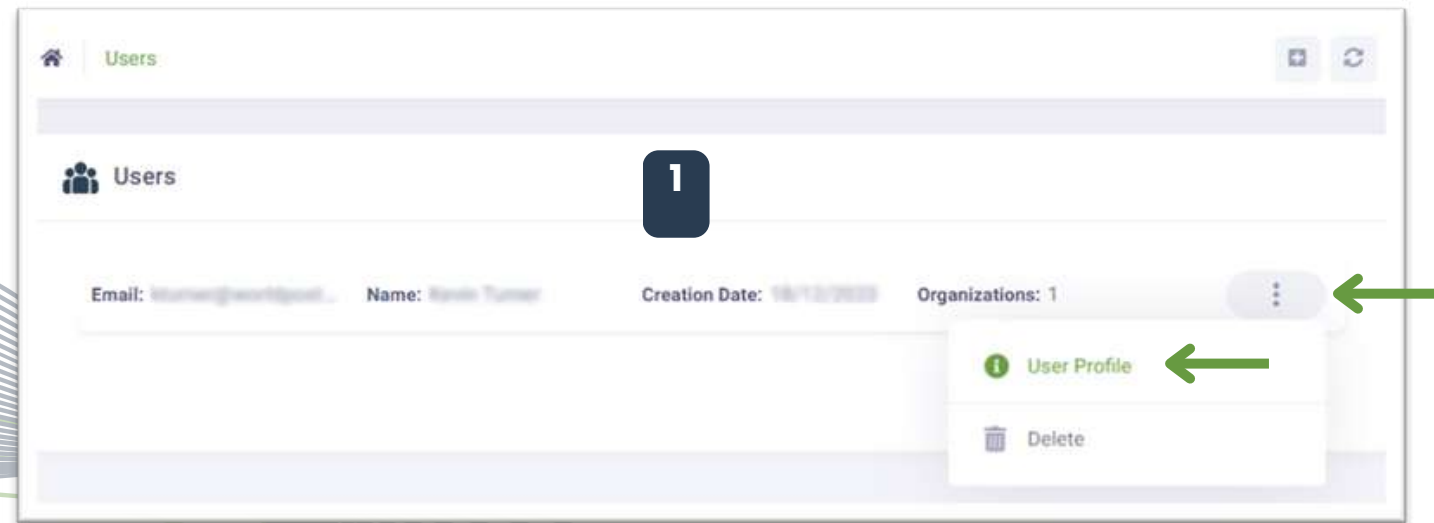 Users
Users
1
Email: Name: Creation Date: Organizations: 1
User Profile
Delete